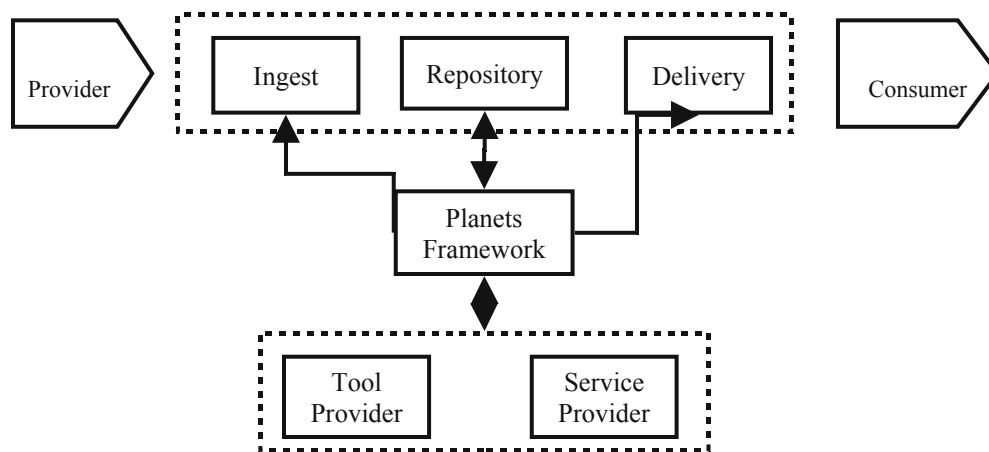 Provider
Ingest
Repository
Delivery
Consumer
Planets
Framework
Tool
Provider
Service
Provider